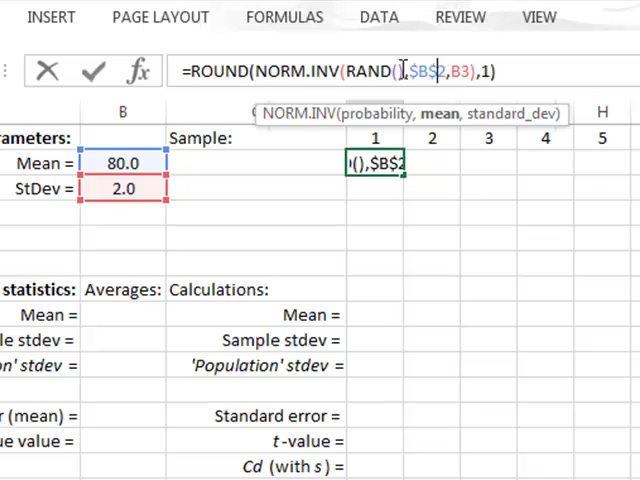 INSERT PAGE LAYOUT FORMULAS DATA REVIEW VIEW
fx =ROUND(NORM.INV(RAND(),$B$2,B3),1)
NORM.INV(probability, mean, standard_dev)
B H
rameters: Sample: 1 2 3 4 5
Mean = 80.0 (),$B$2
StDev = 2.0
statistics: Averages: Calculations:
Mean = Mean =
le stdev = Sample stdev =
on' stdev = 'Population' stdev =
r (mean) = Standard error =
ue value = t-value =
Cd (with s) =